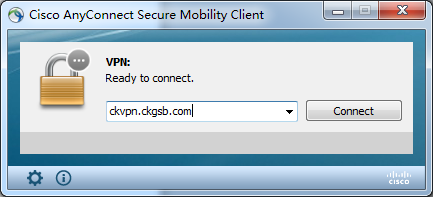 Cisco AnyConnect Secure Mobility Client
VPN:
Ready to connect.
ckvpn.ckgsb.com
Connect
cisco